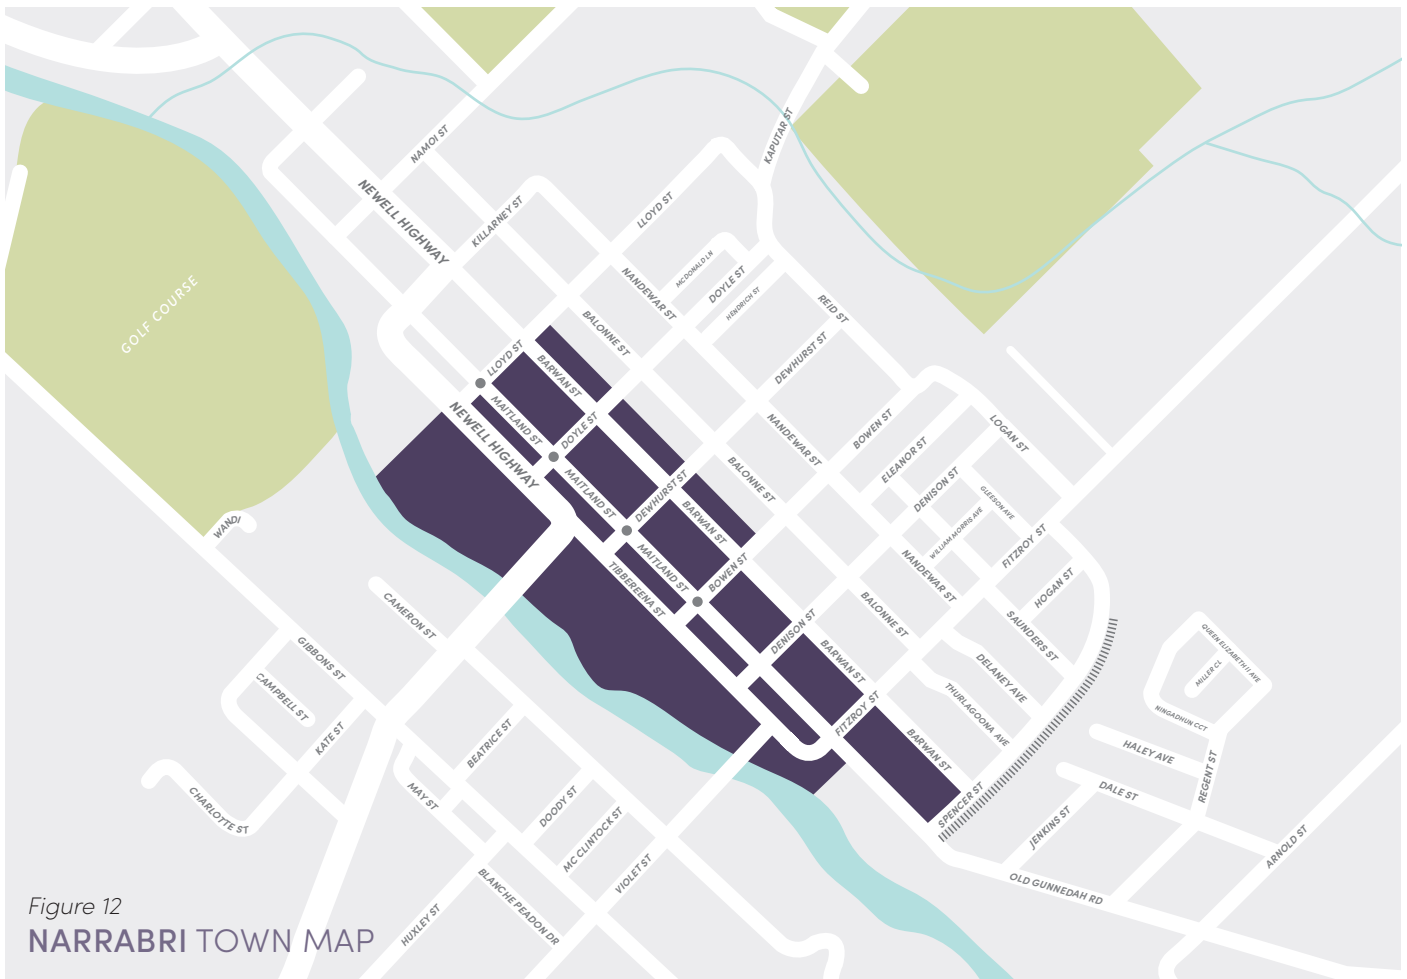 KAPUTAR ST
NAMOI ST
NEWELL HIGHWAY
KILLARNEY ST
LLOYD ST
MCDONALD LN
DOYLE ST
HENDRICH ST
NANDEWAR ST
GOLF COURSE
REID ST
BALONNE ST
DEWHURST ST
LLOYD ST
BARWAN ST
MAITLAND ST
NEWELL HIGHWAY
DOYLE ST
NANDEWAR ST
BOWEN ST
LOGAN ST
ELEANOR ST
BALONNE ST
DENISON ST
GLEESON AVE
WILLIAM MORRIS AVE
MAITLAND ST
DEWHURST ST
BARWAN ST
FITZROY ST
WANDI
MAITLAND ST
BOWEN ST
TIBBEREENA ST
NANDEWAR ST
HOGAN ST
CAMERON ST
BALONNE ST
SAUNDERS ST
DENISON ST
BARWAN ST
QUEEN ELIZABETH II AVE
MILLER CL
GIBBONS ST
DELANEY AVE
CAMPBELL ST
THURLAGOONA AVE
NINGADHUN CCT
FITZROY ST
KATE ST
BEATRICE ST
BARWAN ST
HALEY AVE
REGENT ST
MAY ST
CHARLOTTE ST
DOODY ST
MC CLINTOCK ST
SPENCER ST
DALE ST
JENKINS ST
ARNOLD ST
VIOLET ST
BLANCHE PEADON DR
HUXLEY ST
OLD GUNNEDAH RD
Figure 12
NARRABRI TOWN MAP